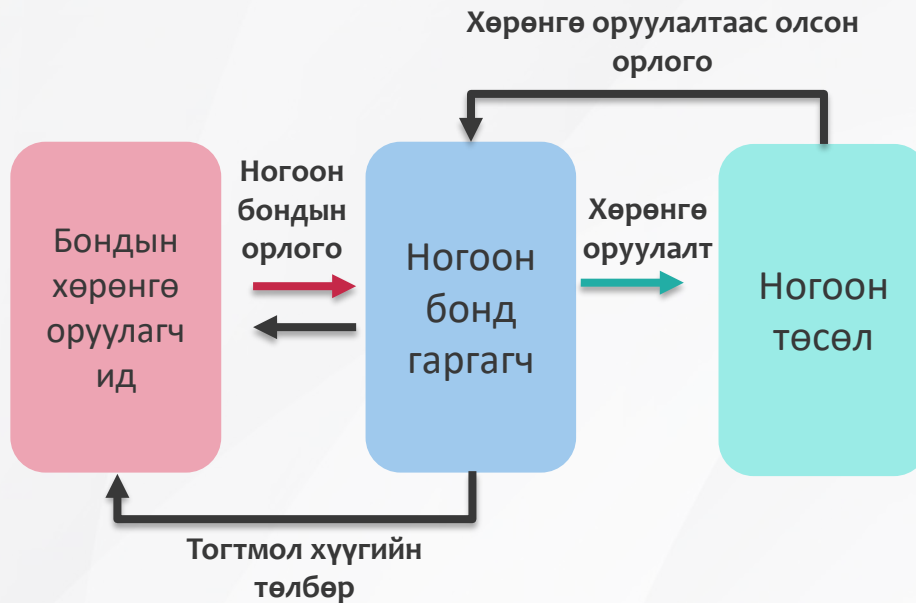 Хөрөнгө оруулалтаас олсон
орлого
Ногоон
бондын
орлого
Хөрөнгө
оруулалт
Бондын
хөрөнгө
оруулагч
ид
Ногоон
бонд
гаргагч
Ногоон
төсөл
Тогтмол хүүгийн
төлбөр